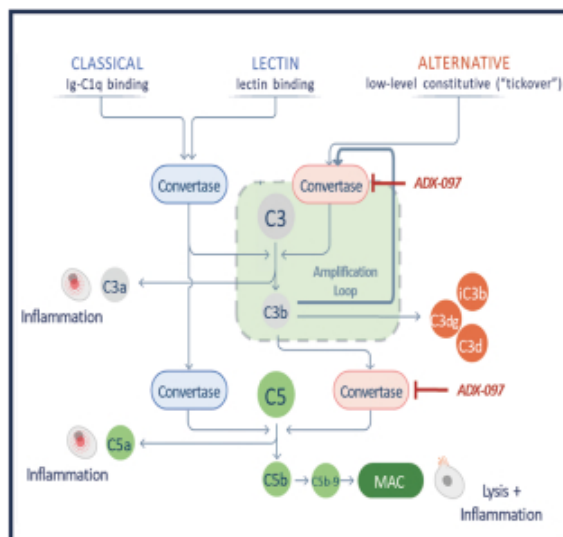 CLASSICAL
Ig-C1q binding
LECTIN
lectin binding
ALTERNATIVE
low-level constitutive ("tickover")
Convertase
Convertase
ADX-097
C3
C3a
Inflammation
Amplification
Loop
C3b
iC3b
C3dg
C3d
Convertase
C5
Convertase
ADX-097
C5a
Inflammation
C5b
C5b-9
MAC
Lysis +
Inflammation